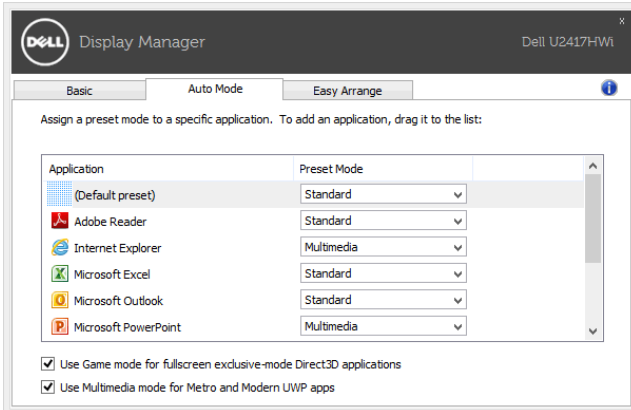 x
DELL Display Manager Dell U2417HWi
Basic Auto Mode Easy Arrange i
Assign a preset mode to a specific application. To add an application, drag it to the list:
Application Preset Mode
(Default preset) Standard
Adobe Reader Standard
Internet Explorer Multimedia
Microsoft Excel Standard
Microsoft Outlook Standard
Microsoft PowerPoint Multimedia
Use Game mode for fullscreen exclusive-mode Direct3D applications
Use Multimedia mode for Metro and Modern UWP apps